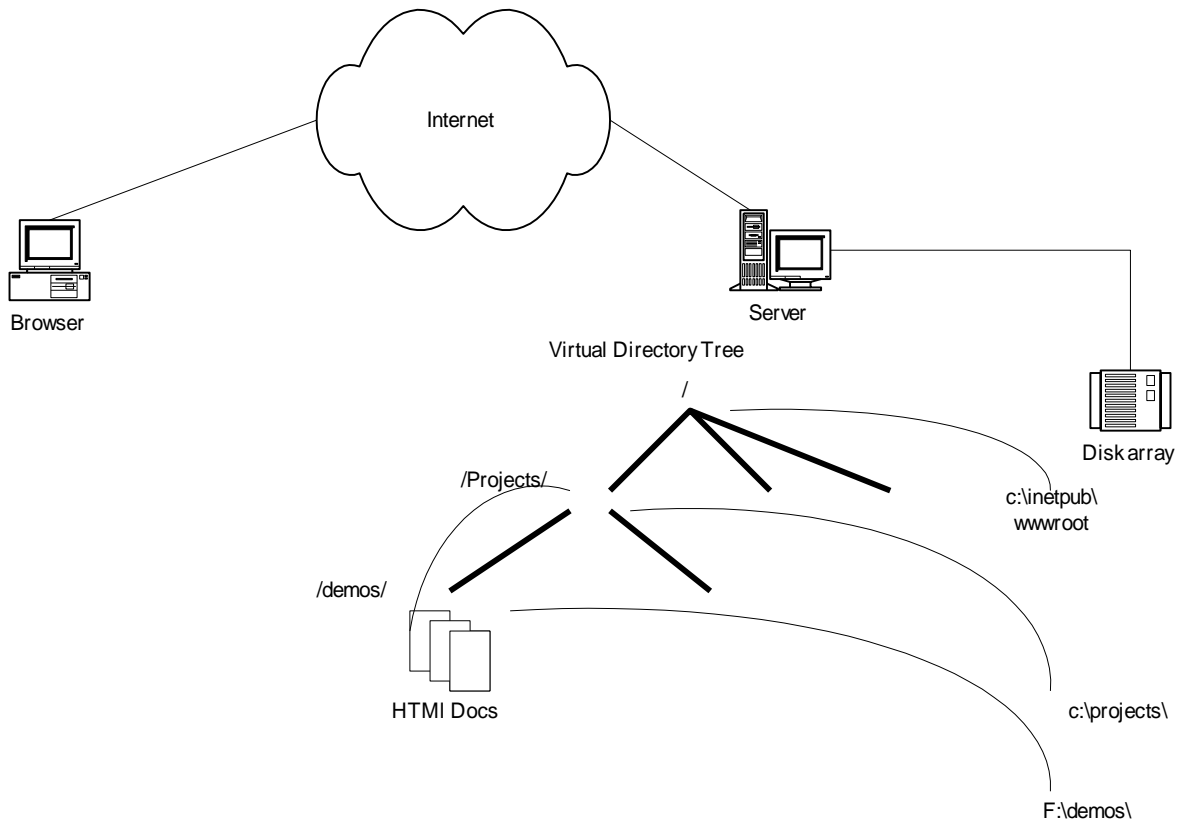 Internet
Browser
Server
Virtual Directory Tree
/
Disk array
/Projects/
c:\inetpub\
wwwroot
/demos/
HTMl Docs
c:\projects\
F:\demos\